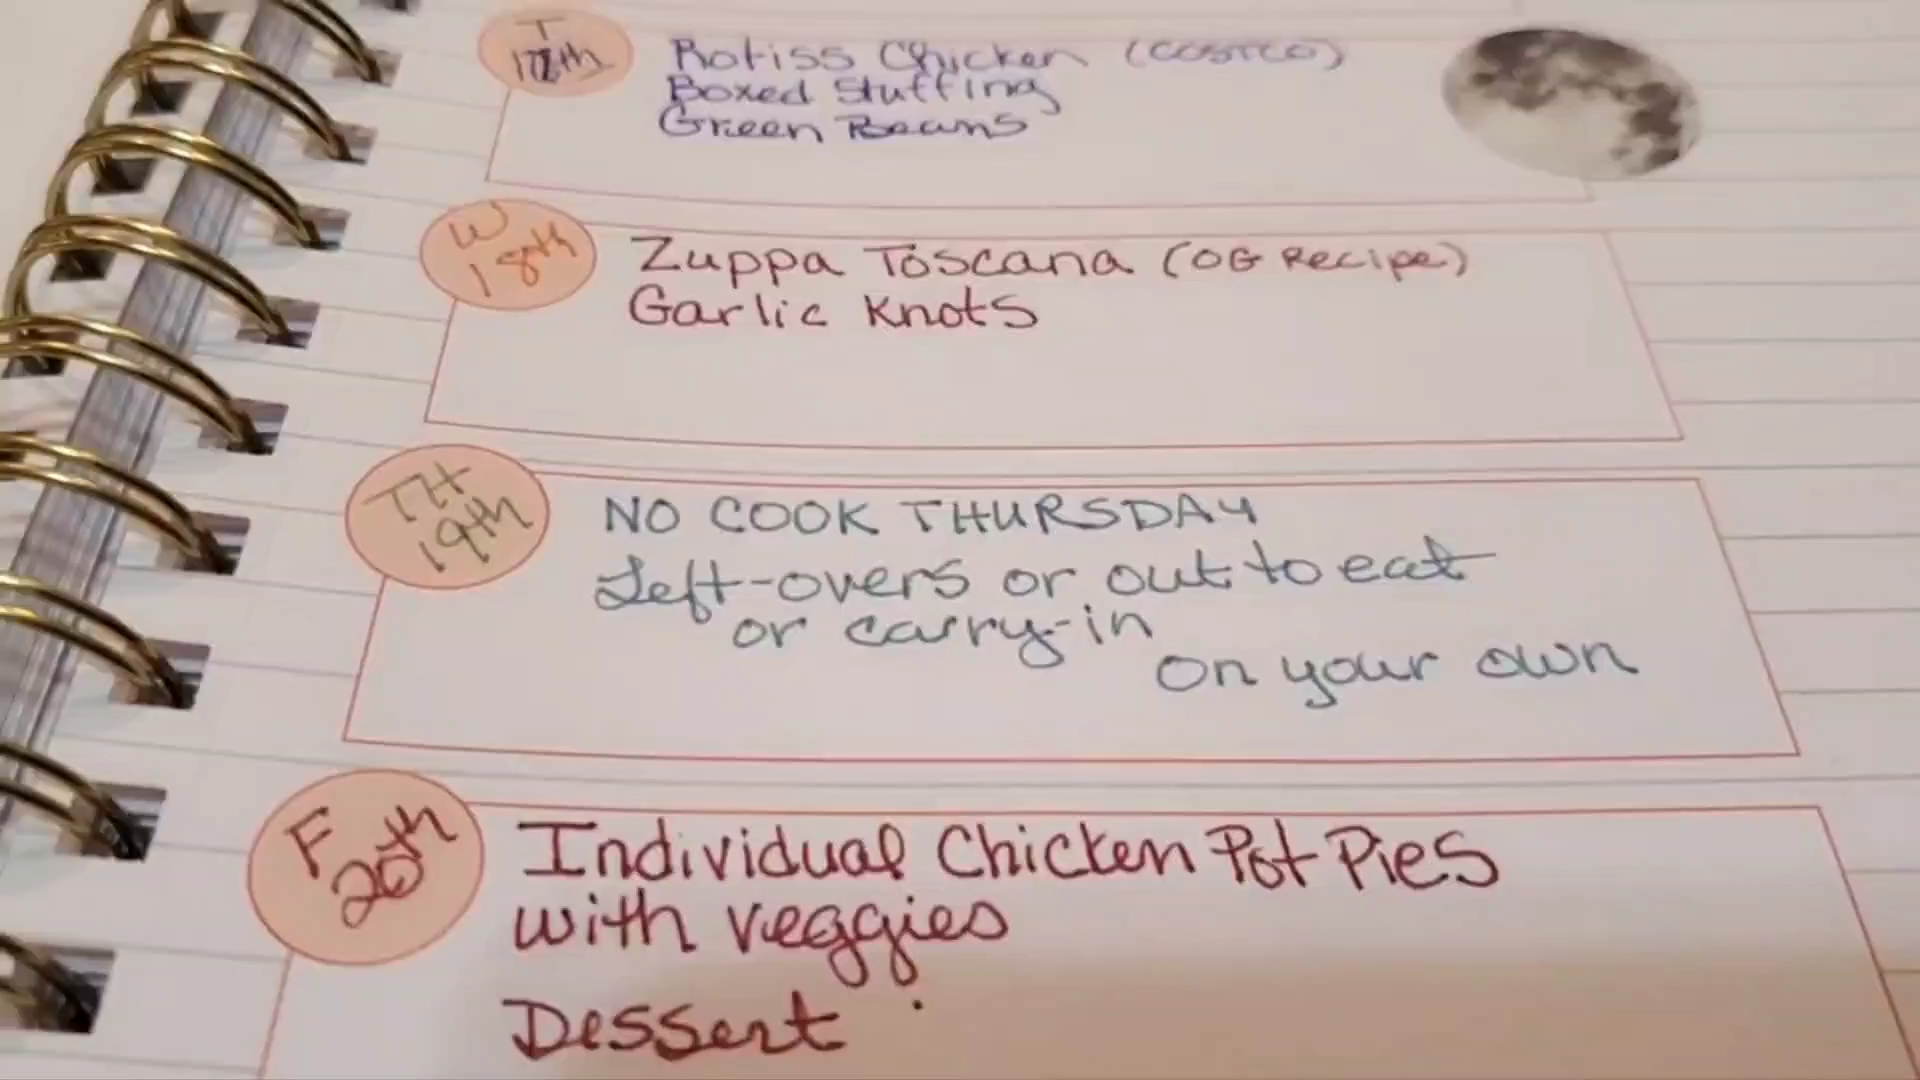 T
17th
Rotiss Chicken (COSTCO)
Boxed Stuffing
Green Beans
W
18th
Zuppa Toscana (OG Recipe)
Garlic Knots
TH
19th
NO COOK THURSDAY
Left-overs or out to eat
or carry-in
on your own
F
20th
Individual Chicken Pot Pies
with veggies
Dessert